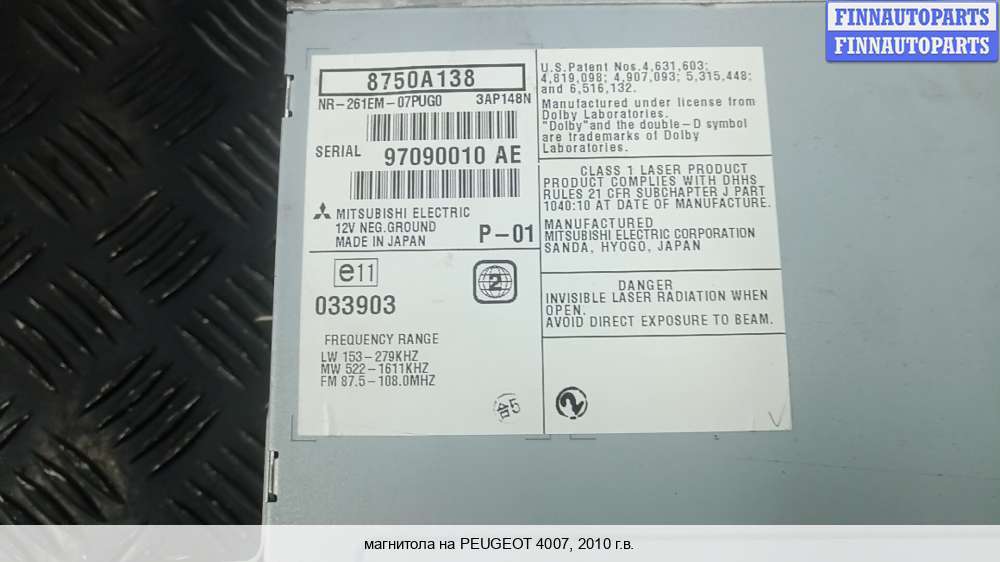 FINNAUTOPARTS
FINNAUTOPARTS
8750A138
NR-261EM-07PUG0 3AP148N
SERIAL 97090010 AE
MITSUBISHI ELECTRIC
12V NEG.GROUND
MADE IN JAPAN P-01
e11 2
033903
FREQUENCY RANGE
LW 153-279KHZ
MW 522-1611KHZ
FM 87.5-108.0MHZ
U.S.Patent Nos.4,631,603;
4,819,098; 4,907,093; 5,315,448;
and 6,516,132.
Manufactured under license from
Dolby Laboratories.
"Dolby"and the double-D symbol
are trademarks of Dolby
Laboratories.
CLASS 1 LASER PRODUCT
PRODUCT COMPLIES WITH DHHS
RULES 21 CFR SUBCHAPTER J PART
1040:10 AT DATE OF MANUFACTURE.
MANUFACTURED
MITSUBISHI ELECTRIC CORPORATION
SANDA, HYOGO, JAPAN
DANGER
INVISIBLE LASER RADIATION WHEN
OPEN.
AVOID DIRECT EXPOSURE TO BEAM.
台5
2
магнитола на PEUGEOT 4007, 2010 г.в.